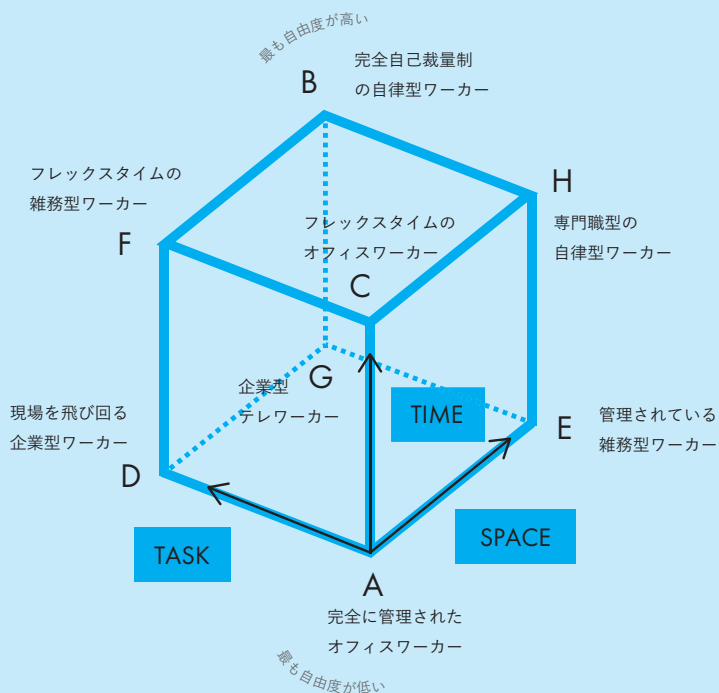 最も自由度が高い
B
完全自己裁量制
の自律型ワーカー
フレックスタイムの
雑務型ワーカー
F
H
フレックスタイムの
オフィスワーカー
専門職型の
自律型ワーカー
C
G
企業型
テレワーカー
TIME
現場を飛び回る
企業型ワーカー
D
E
管理されている
雑務型ワーカー
TASK
SPACE
A
完全に管理された
オフィスワーカー
最も自由度が低い